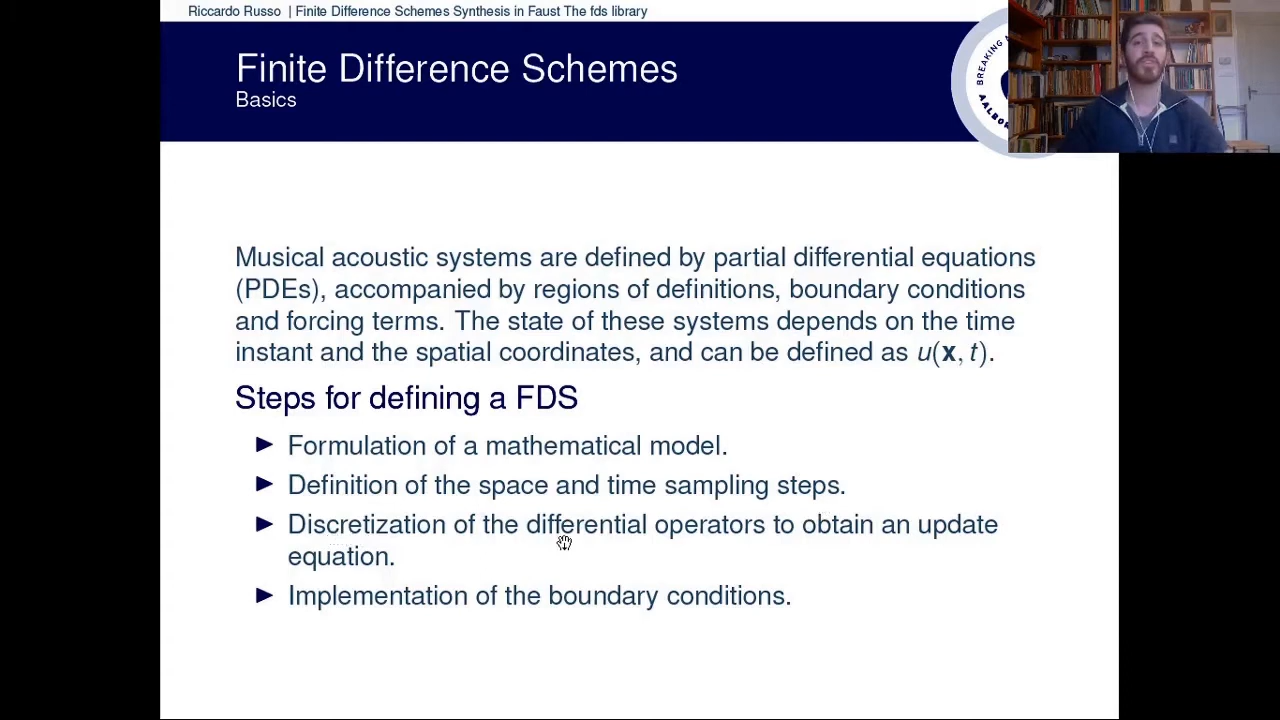 Riccardo Russo | Finite Difference Schemes Synthesis in Faust The fds library
Finite Difference Schemes
Basics
BREAKING
AALBOR
Musical acoustic systems are defined by partial differential equations
(PDEs), accompanied by regions of definitions, boundary conditions
and forcing terms. The state of these systems depends on the time
instant and the spatial coordinates, and can be defined as u(x, t).
Steps for defining a FDS
► Formulation of a mathematical model.
► Definition of the space and time sampling steps.
► Discretization of the differential operators to obtain an update
equation.
► Implementation of the boundary conditions.